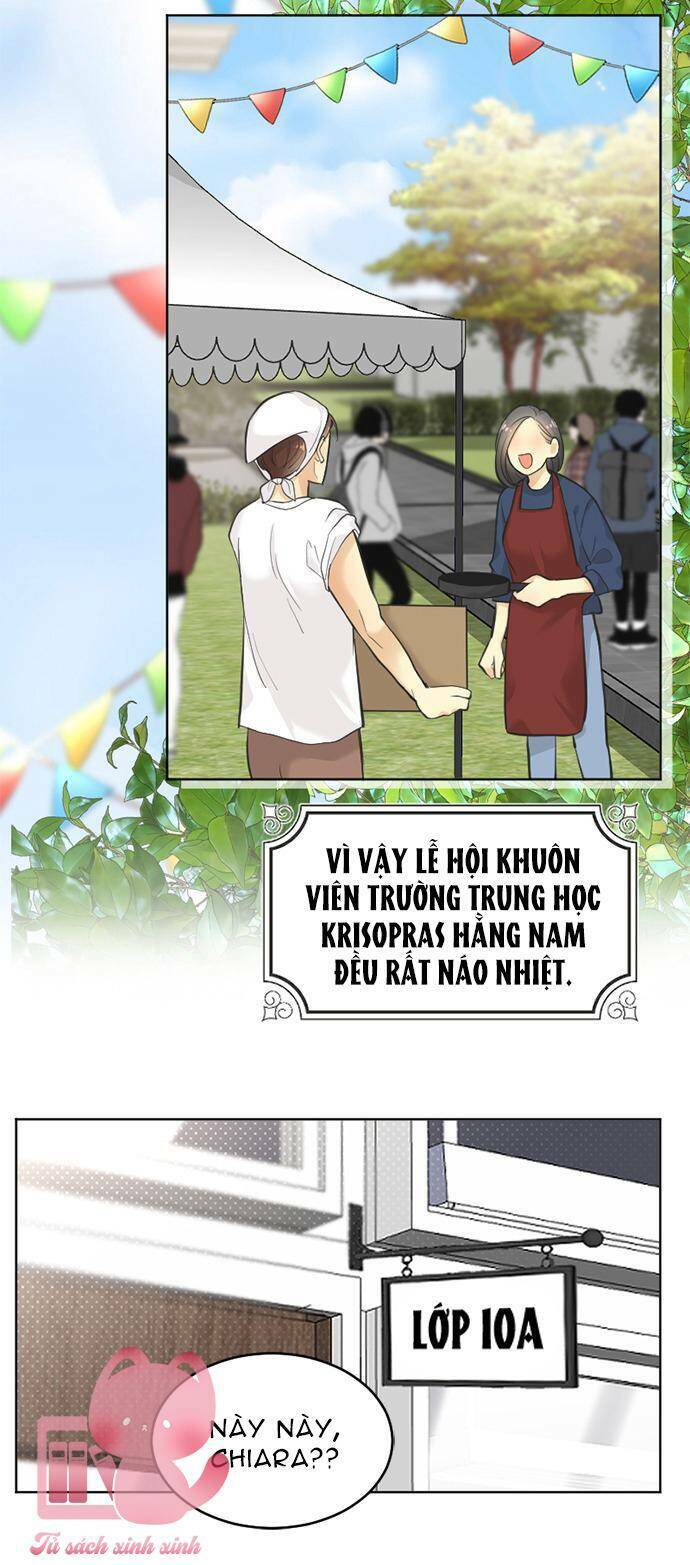 VÌ VẬY LỄ HỘI KHUÔN
VIÊN TRƯỜNG TRUNG HỌC
KRISOPRAS HẰNG NAM
ĐỀU RẤT NÁO NHIỆT.
LỚP 10A
NÀY NÀY,
CHIARA??
Tủ sách xinh xinh